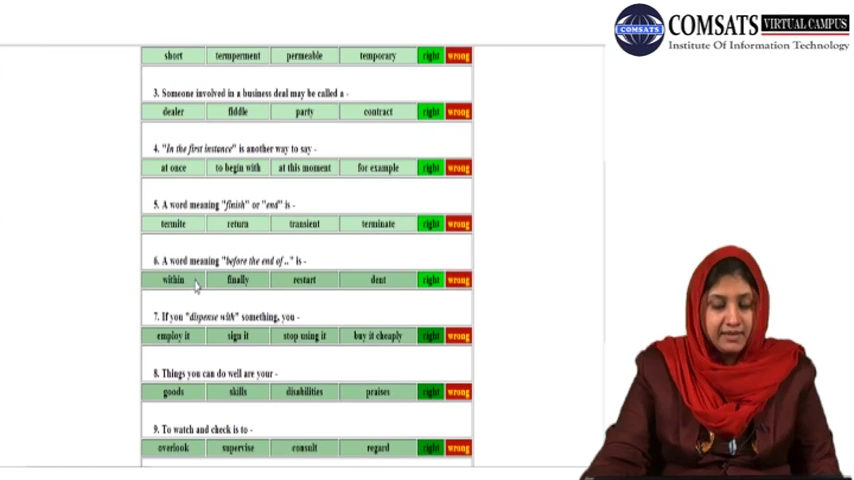 COMSATS VIRTUAL CAMPUS
COMSATS
Institute Of Information Technology
short termperment permeable temporary right wrong
3. Someone involved in a business deal may be called a -
dealer fiddle party contract right wrong
4. "In the first instance" is another way to say -
at once to begin with at this moment for example right wrong
5. A word meaning "finish" or "end" is -
termite return transient terminate right wrong
6. A word meaning "before the end of .." is -
within finally restart dent right wrong
7. If you "dispense with" something, you -
employ it sign it stop using it buy it cheaply right wrong
8. Things you can do well are your -
goods skills disabilities praises right wrong
9. To watch and check is to -
overlook supervise consult regard right wrong